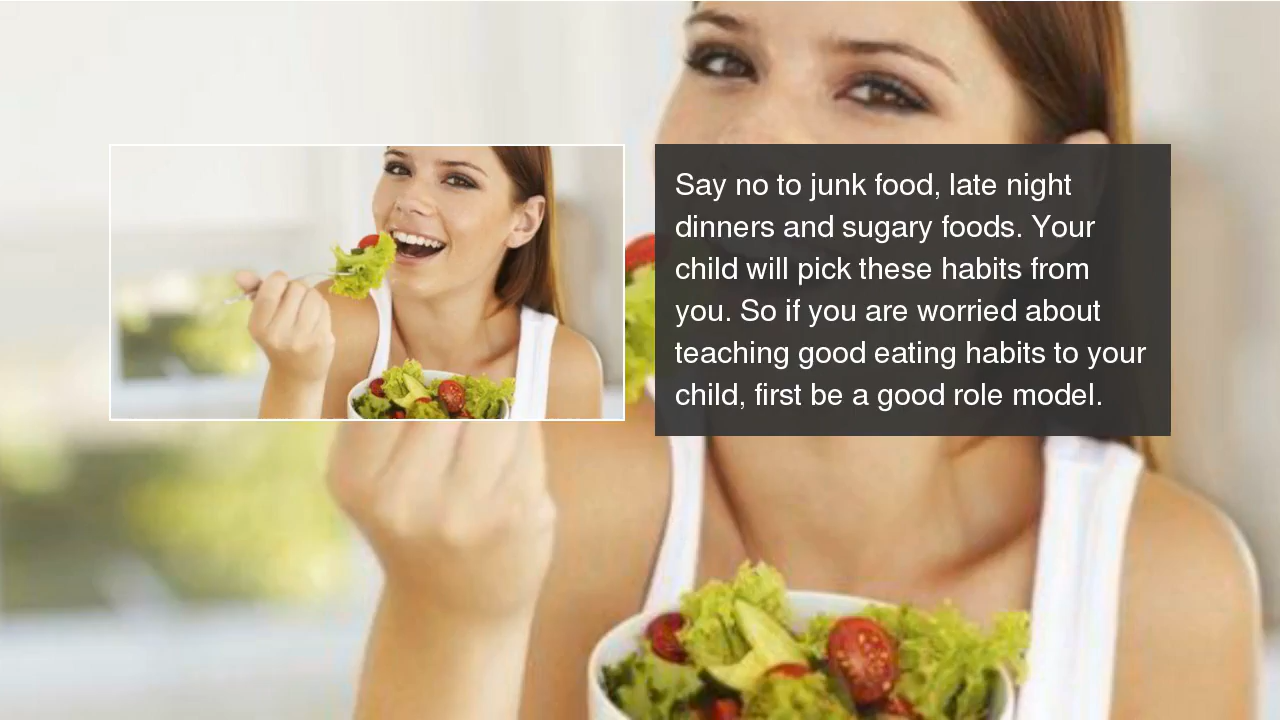 Say no to junk food, late night
dinners and sugary foods. Your
child will pick these habits from
you. So if you are worried about
teaching good eating habits to your
child, first be a good role model.